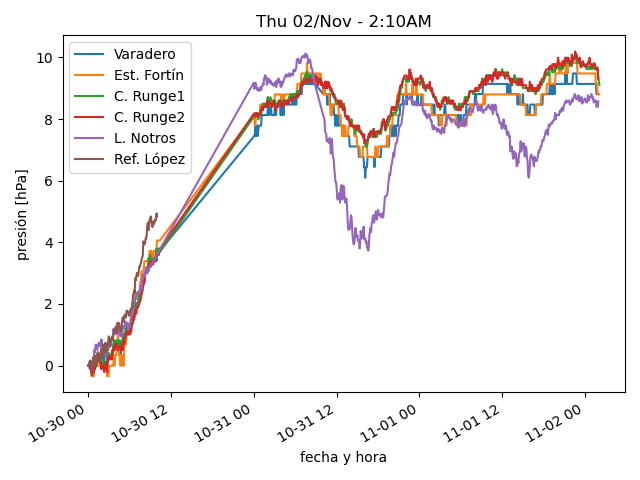 Thu 02/Nov - 2:10AM
10
8
6
4
2
0
presión [hPa]
Varadero
Est. Fortín
C. Runge1
C. Runge2
L. Notros
Ref. López
10-30 00
10-30 12
10-31 00
10-31 12
11-01 00
11-01 12
11-02 00
fecha y hora